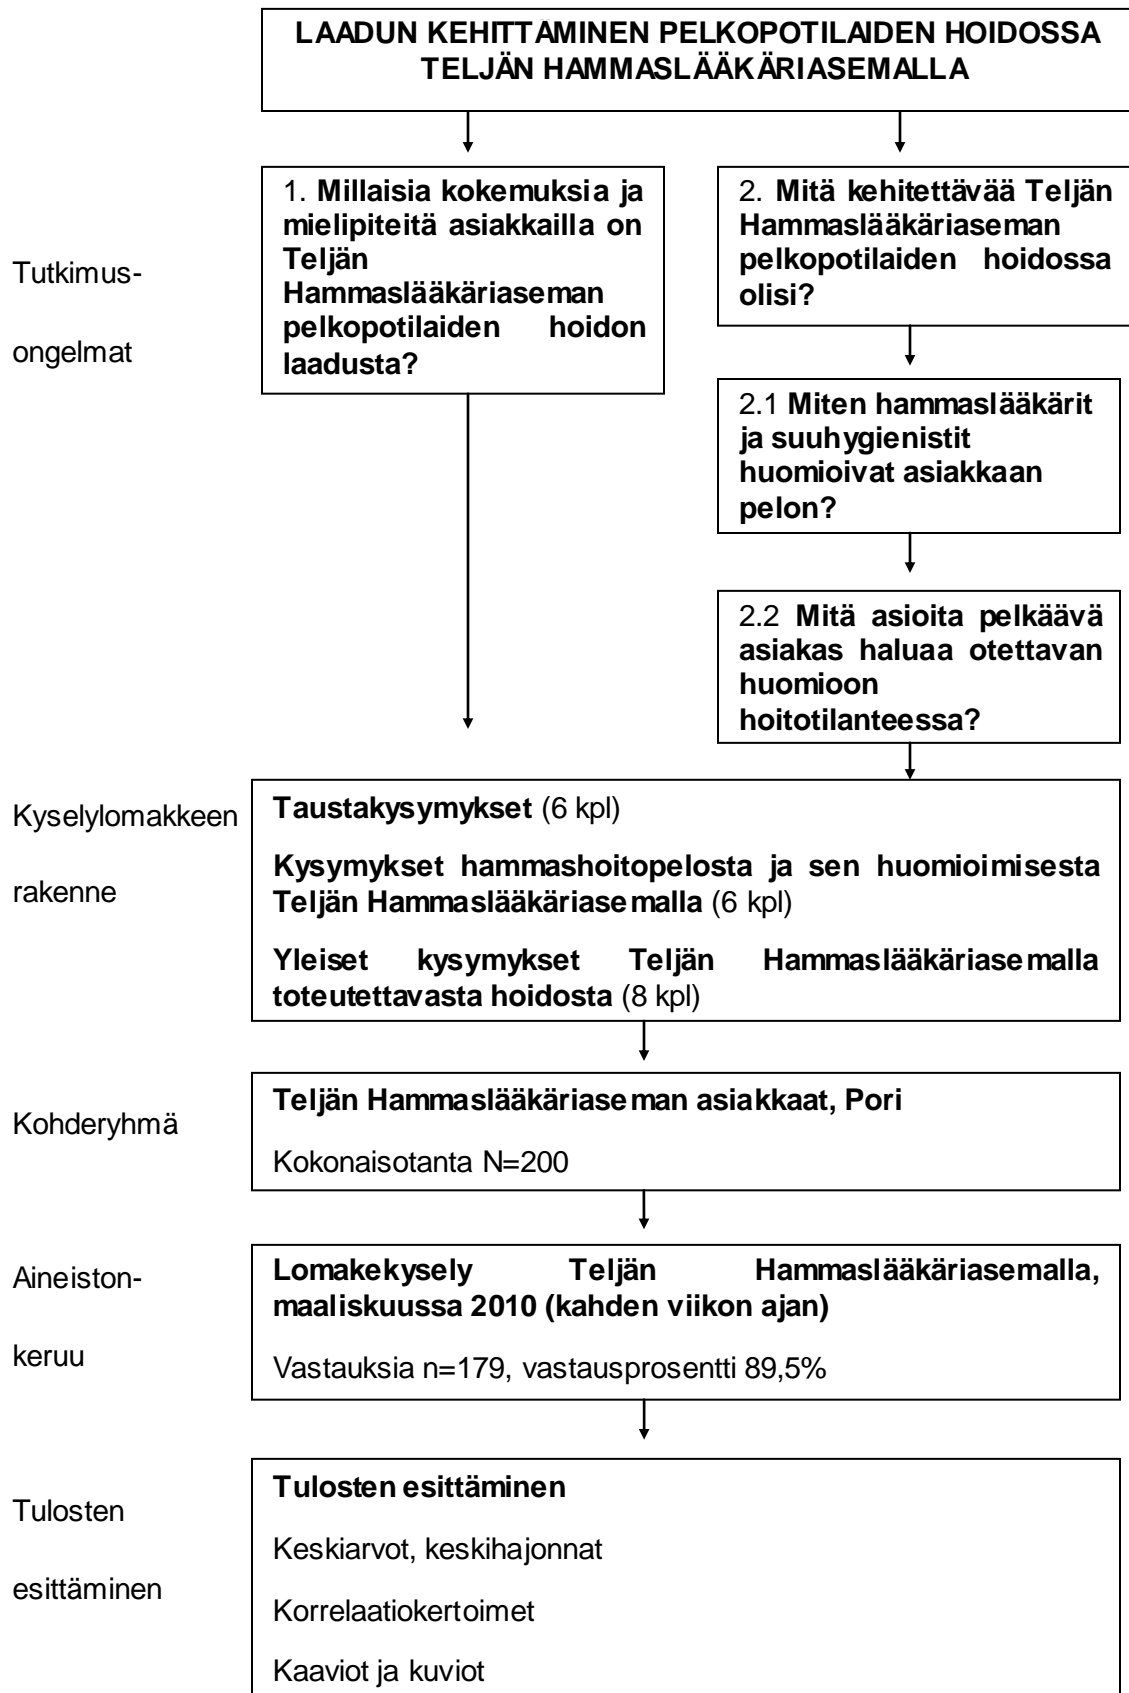 LAADUN KEHITTÄMINEN PELKOPOTILAIDEN HOIDOSSA
TELJÄN HAMMASLÄÄKÄRIASEMALLA
Tutkimus-
ongelmat
1. Millaisia kokemuksia ja
mielipiteitä asiakkailla on
Teljän
Hammaslääkäriaseman
pelkopotilaiden hoidon
laadusta?
2. Mitä kehitettävää Teljän
Hammaslääkäriaseman
pelkopotilaiden hoidossa
olisi?
2.1 Miten hammaslääkärit
ja suuhygienistit
huomioivat asiakkaan
pelon?
2.2 Mitä asioita pelkäävä
asiakas haluaa otettavan
huomioon
hoitotilanteessa?
Kyselylomakkeen
rakenne
Taustakysymykset (6 kpl)
Kysymykset hammashoitopelosta ja sen huomioimisesta
Teljän Hammaslääkäriasemalla (6 kpl)
Yleiset kysymykset Teljän Hammaslääkäriasemalla
toteutettavasta hoidosta (8 kpl)
Kohderyhmä
Teljän Hammaslääkäriaseman asiakkaat, Pori
Kokonaisotanta N=200
Aineiston-
keruu
Lomakekysely Teljän Hammaslääkäriasemalla,
maaliskuussa 2010 (kahden viikon ajan)
Vastauksia n=179, vastausprosentti 89,5%
Tulosten
esittäminen
Tulosten esittäminen
Keskiarvot, keskihajonnat
Korrelaatiokertoimet
Kaaviot ja kuviot